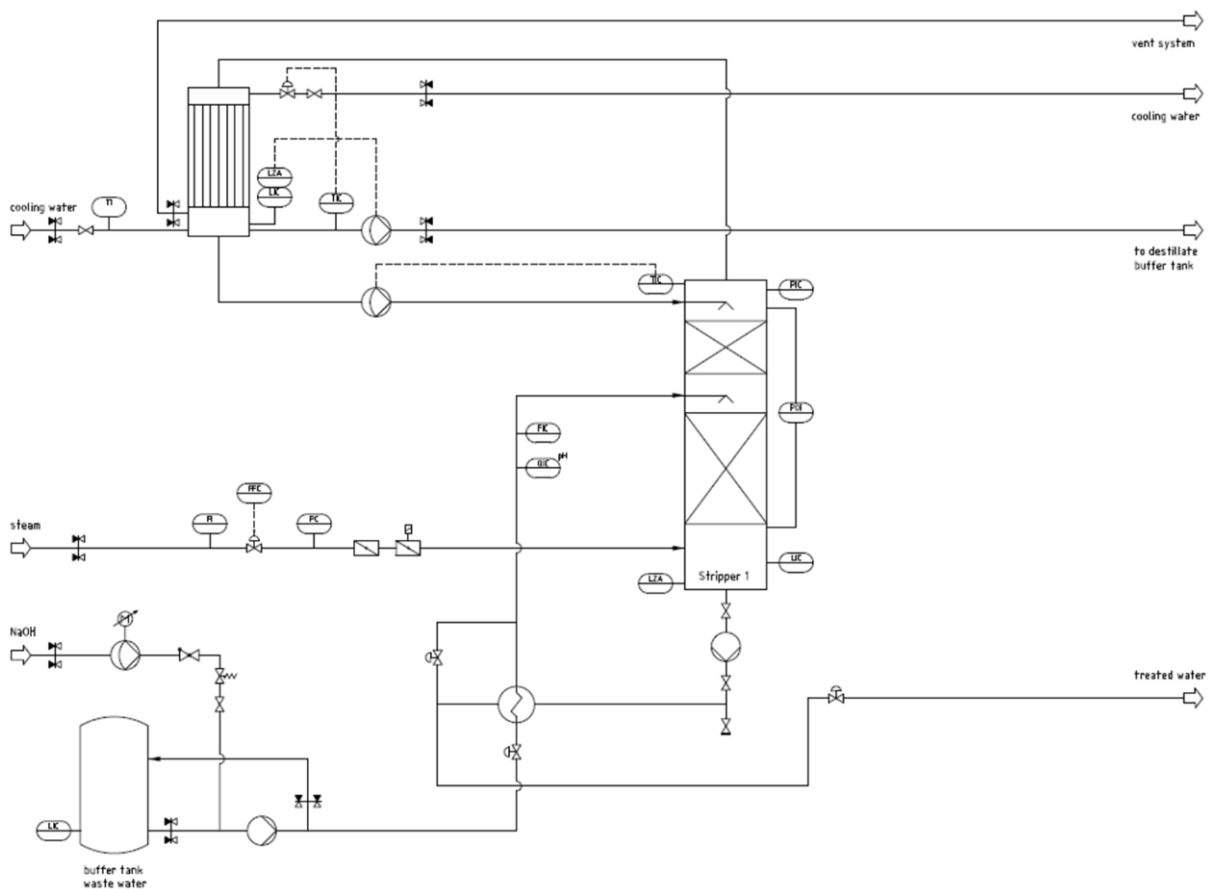 vent system
cooling water
LZA
LIC
TIC
TI
cooling water
to destillate
buffer tank
TIC
PIC
PDI
FIC
QIC
pH
FFC
steam
FI
PC
Stripper 1
LIC
LZA
M
NaOH
treated water
LIC
buffer tank
waste water